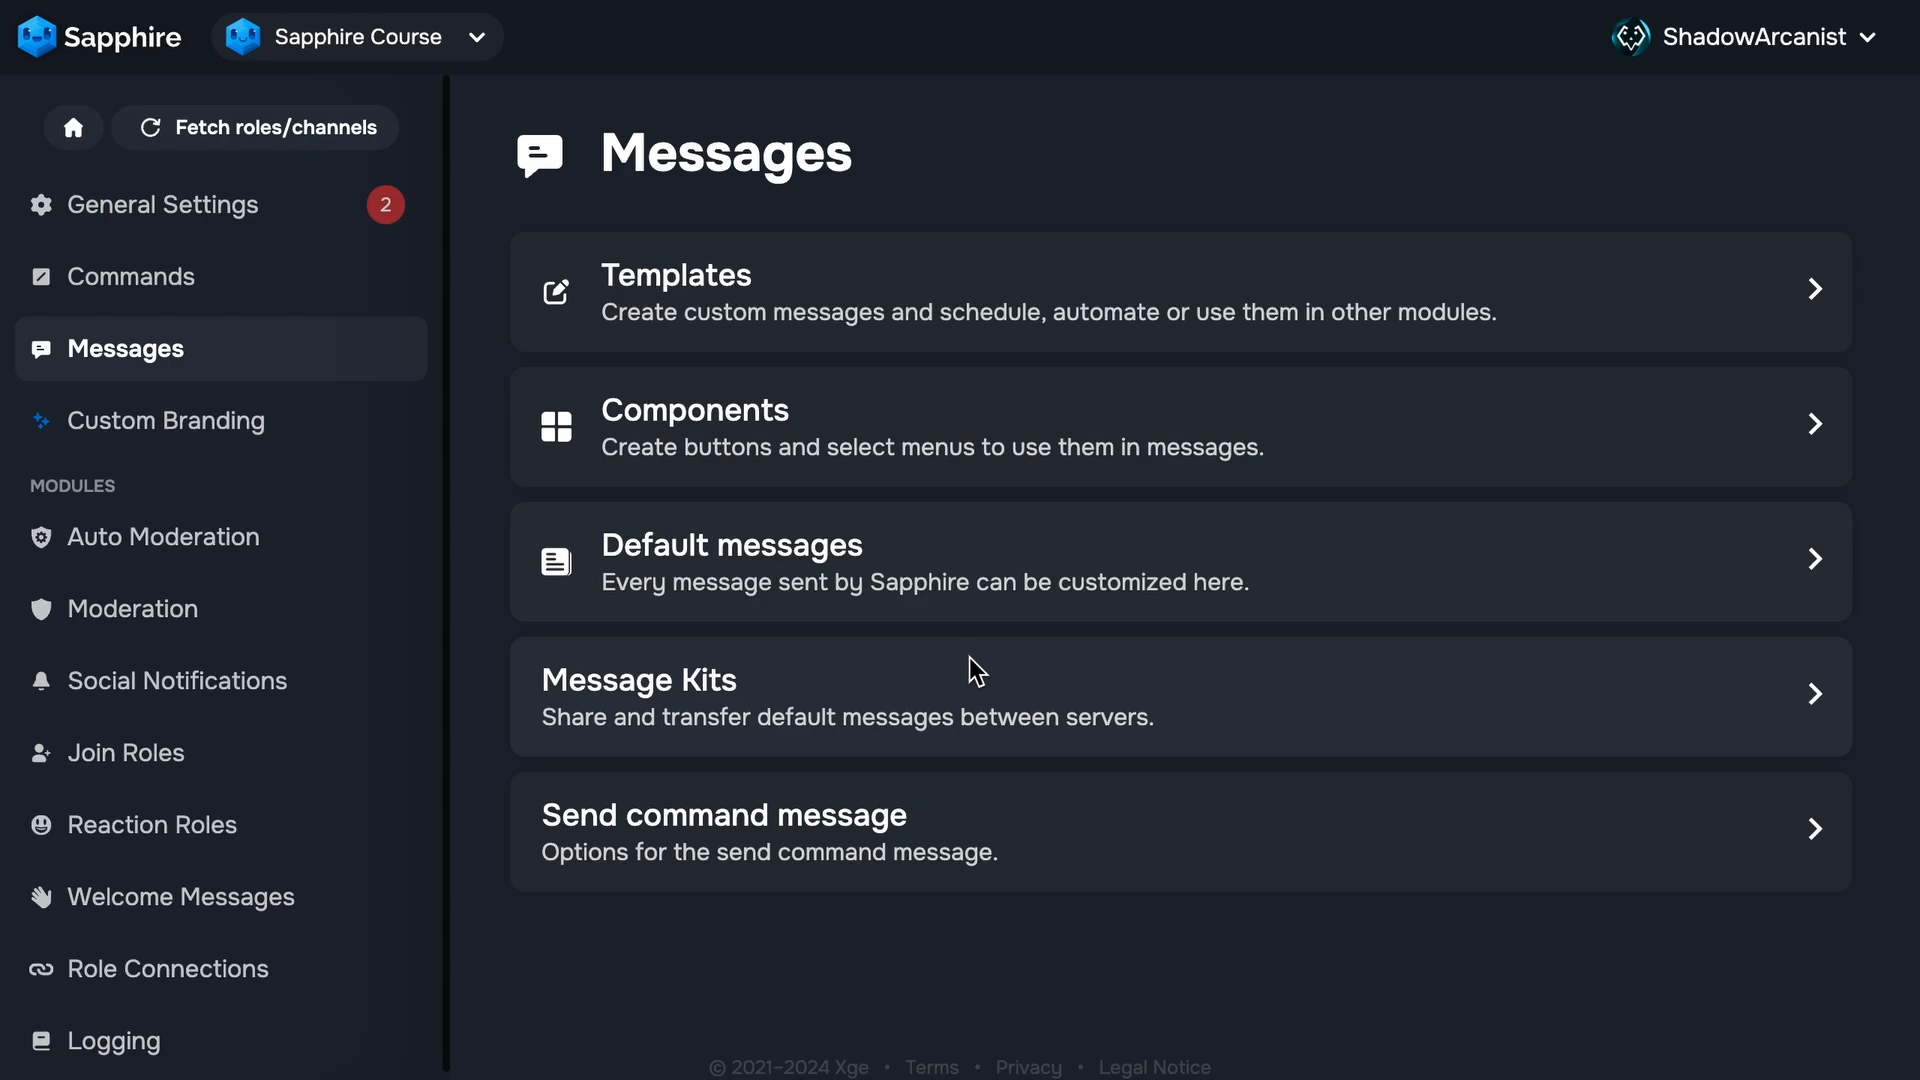 Sapphire
Sapphire Course
ShadowArcanist
Fetch roles/channels
General Settings
2
Commands
Messages
Custom Branding
MODULES
Auto Moderation
Moderation
Social Notifications
Join Roles
Reaction Roles
Welcome Messages
Role Connections
Logging
Messages
Templates
Create custom messages and schedule, automate or use them in other modules.
Components
Create buttons and select menus to use them in messages.
Default messages
Every message sent by Sapphire can be customized here.
Message Kits
Share and transfer default messages between servers.
Send command message
Options for the send command message.
© 2021–2024 Xge • Terms • Privacy • Legal Notice